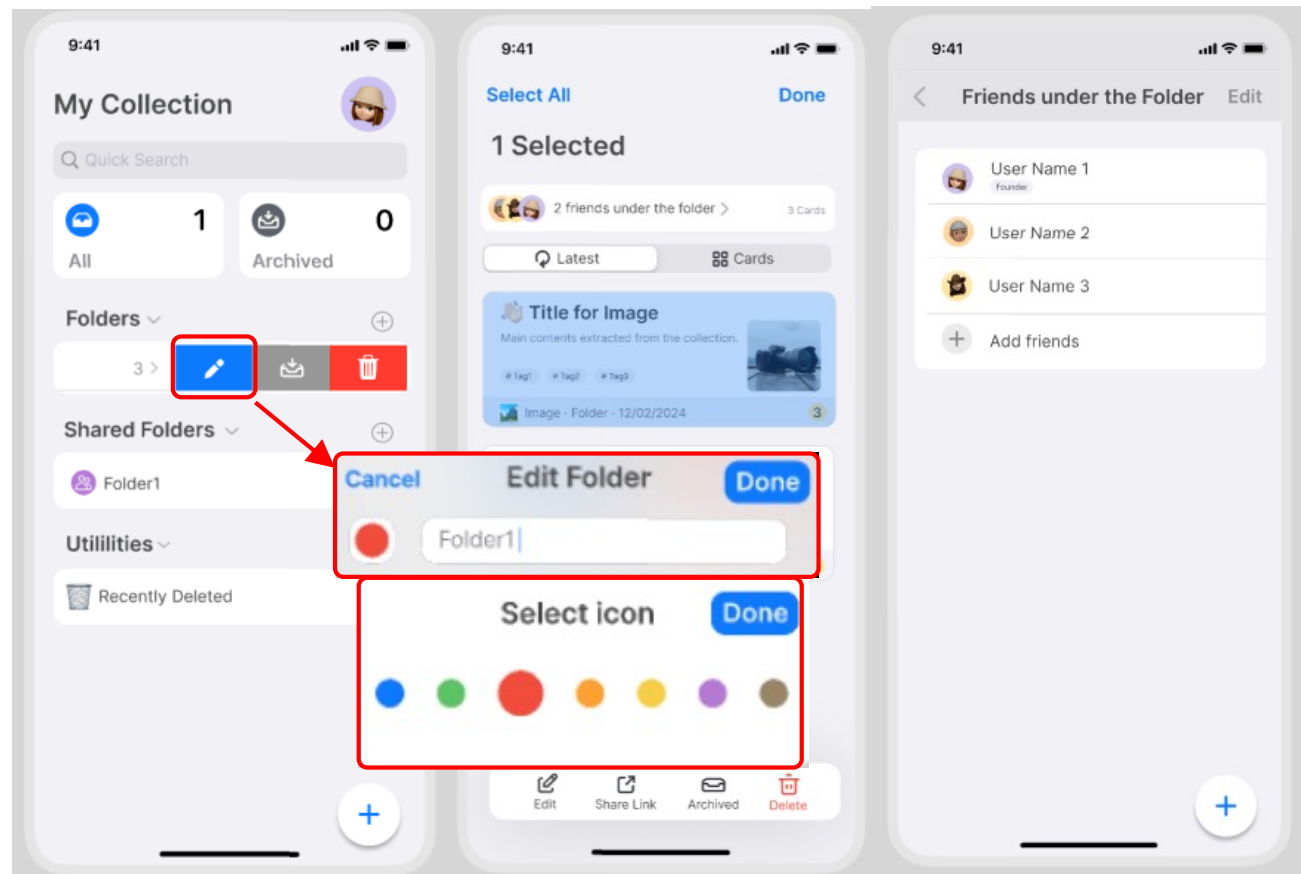 9:41
My Collection
Quick Search
1
All
0
Archived
Folders
3 >
Shared Folders
Folder1
Utililities
Recently Deleted
+
9:41
Select All
Done
1 Selected
2 friends under the folder >
3 Cards
Latest
Cards
Title for Image
Main contents extracted from the collection.
# Tag1 # Tag2 # Tag3
Image - Folder - 12/02/2024
3
Cancel
Edit Folder
Done
Folder1
Select icon
Done
Edit
Share Link
Archived
Delete
9:41
< Friends under the Folder Edit
User Name 1
Founder
User Name 2
User Name 3
+ Add friends
+